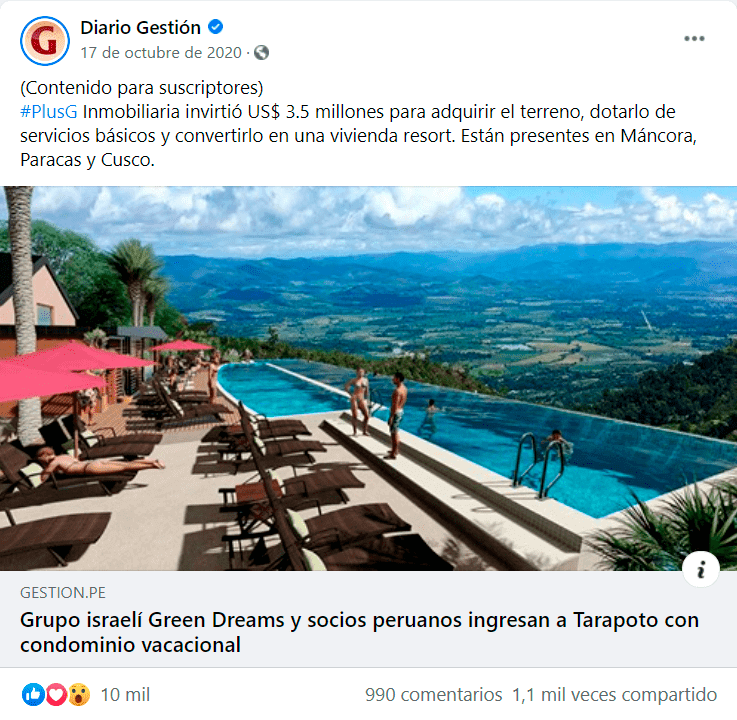 G
Diario Gestión
17 de octubre de 2020 ·
(Contenido para suscriptores)
#PlusG Inmobiliaria invirtió US$ 3.5 millones para adquirir el terreno, dotarlo de
servicios básicos y convertirlo en una vivienda resort. Están presentes en Máncora,
Paracas y Cusco.
i
GESTION.PE
Grupo israelí Green Dreams y socios peruanos ingresan a Tarapoto con
condominio vacacional
10 mil 990 comentarios 1,1 mil veces compartido